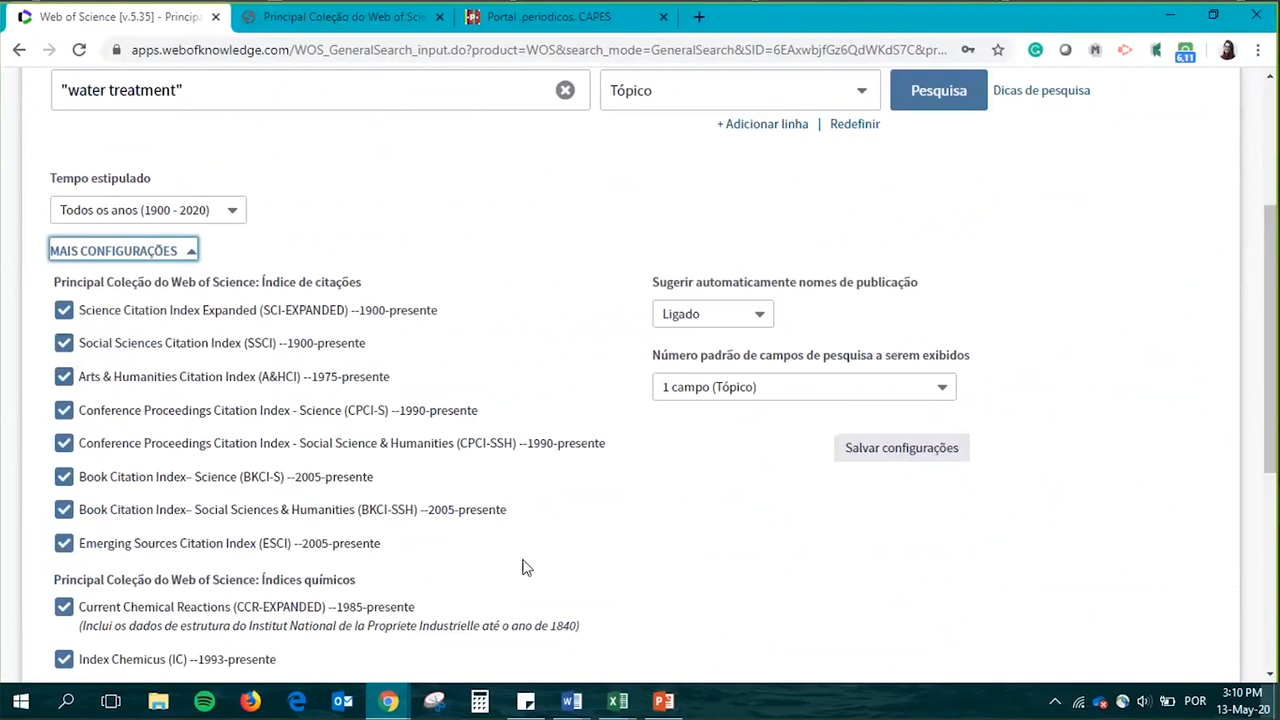 Web of Science [v.5.35] - Principa
Principal Coleção do Web of Scie
Portal .periodicos. CAPES
apps.webofknowledge.com/WOS_GeneralSearch_input.do?product=WOS&search_mode=GeneralSearch&SID=6EAxwbjfGz6QdWKdS7C&pr...
6,11
"water treatment"
Tópico
Pesquisa
Dicas de pesquisa
+ Adicionar linha | Redefinir
Tempo estipulado
Todos os anos (1900 - 2020)
MAIS CONFIGURAÇÕES
Principal Coleção do Web of Science: Índice de citações
Science Citation Index Expanded (SCI-EXPANDED) --1900-presente
Social Sciences Citation Index (SSCI) --1900-presente
Arts & Humanities Citation Index (A&HCI) --1975-presente
Conference Proceedings Citation Index - Science (CPCI-S) --1990-presente
Conference Proceedings Citation Index - Social Science & Humanities (CPCI-SSH) --1990-presente
Book Citation Index– Science (BKCI-S) --2005-presente
Book Citation Index– Social Sciences & Humanities (BKCI-SSH) --2005-presente
Emerging Sources Citation Index (ESCI) --2005-presente
Principal Coleção do Web of Science: Índices químicos
Current Chemical Reactions (CCR-EXPANDED) --1985-presente
(Inclui os dados de estrutura do Institut National de la Propriete Industrielle até o ano de 1840)
Index Chemicus (IC) --1993-presente
Sugerir automaticamente nomes de publicação
Ligado
Número padrão de campos de pesquisa a serem exibidos
1 campo (Tópico)
Salvar configurações
POR
3:10 PM
13-May-20